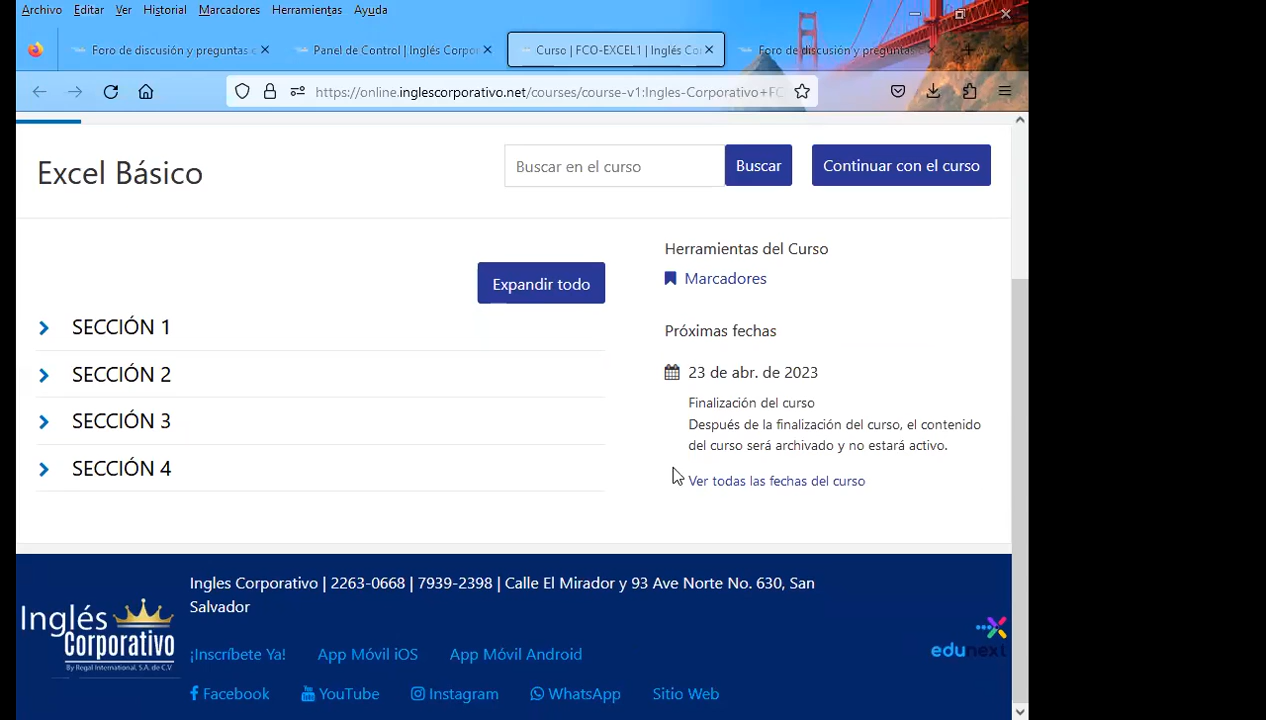 Archivo Editar Ver Historial Marcadores Herramientas Ayuda
Foro de discusión y preguntas Panel de Control | Inglés Corpor Curso | FCO-EXCEL1 | Inglés Co Foro de discusión y preguntas
https://online.inglescorporativo.net/courses/course-v1:Ingles-Corporativo+FC
Excel Básico
Buscar en el curso
Buscar
Continuar con el curso
Expandir todo
SECCIÓN 1
SECCIÓN 2
SECCIÓN 3
SECCIÓN 4
Herramientas del Curso
Marcadores
Próximas fechas
23 de abr. de 2023
Finalización del curso
Después de la finalización del curso, el contenido
del curso será archivado y no estará activo.
Ver todas las fechas del curso
Inglés
Corporativo
By Regal International, S.A. de C.V
Ingles Corporativo | 2263-0668 | 7939-2398 | Calle El Mirador y 93 Ave Norte No. 630, San
Salvador
¡Inscríbete Ya! App Móvil iOS App Móvil Android
Facebook YouTube Instagram WhatsApp Sitio Web
edunext